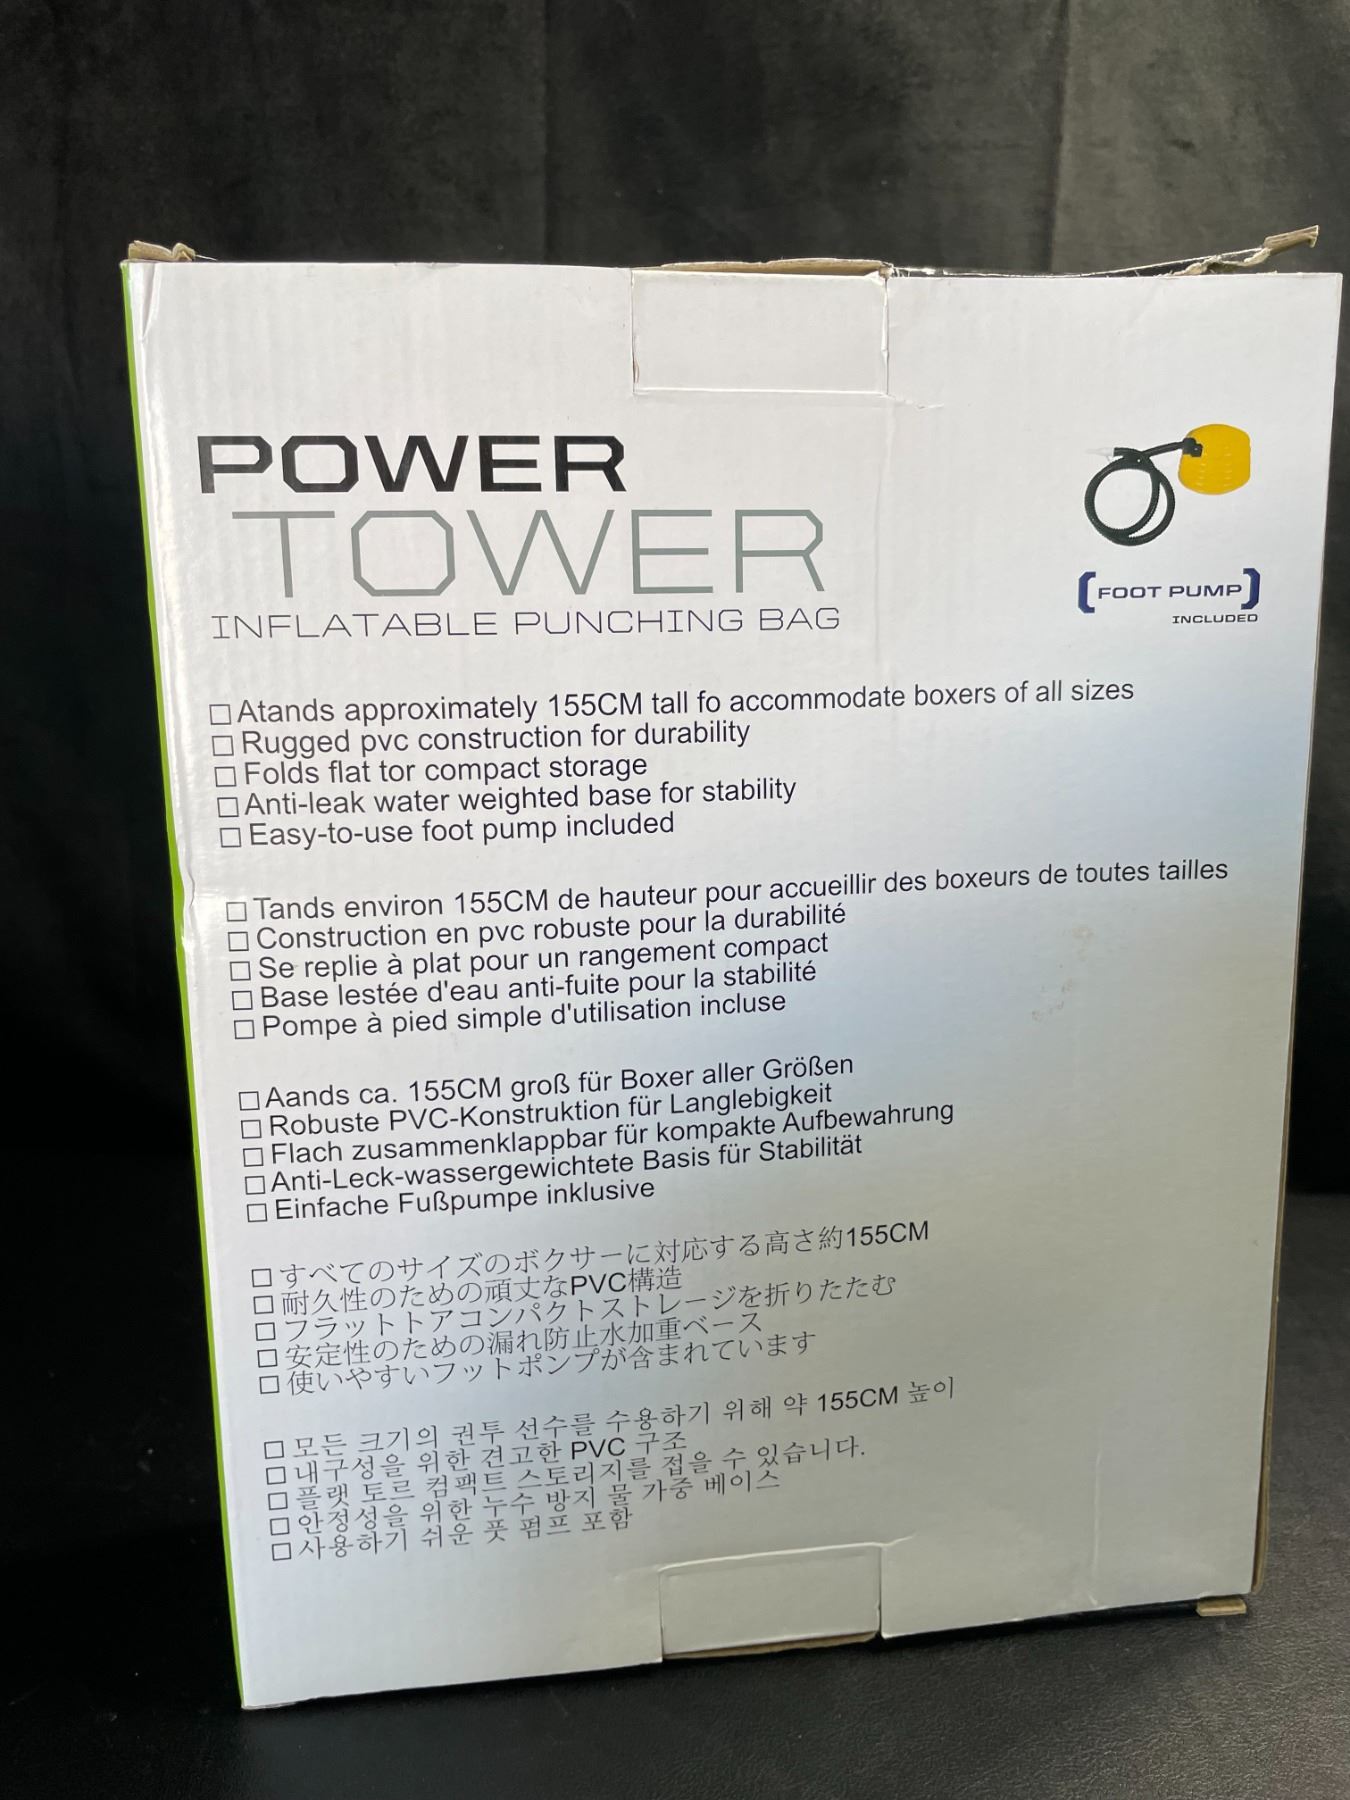 POWER
TOWER
INFLATABLE PUNCHING BAG
[FOOT PUMP]
INCLUDED
□Atands approximately 155CM tall fo accommodate boxers of all sizes
□Rugged pvc construction for durability
□Folds flat tor compact storage
□Anti-leak water weighted base for stability
□Easy-to-use foot pump included
□Tands environ 155CM de hauteur pour accueillir des boxeurs de toutes tailles
□Construction en pvc robuste pour la durabilité
□Se replie à plat pour un rangement compact
□Base lestée d'eau anti-fuite pour la stabilité
□Pompe à pied simple d'utilisation incluse
□Aands ca. 155CM groß für Boxer aller Größen
□Robuste PVC-Konstruktion für Langlebigkeit
□Flach zusammenklappbar für kompakte Aufbewahrung
□Anti-Leck-wassergewichtete Basis für Stabilität
□Einfache Fußpumpe inklusive
□すべてのサイズのボクサーに対応する高さ約155CM
□耐久性のための頑丈なPVC構造
□フラットトアコンパクトストレージを折りたたむ
□安定性のための漏れ防止水加重ベース
□使いやすいフットポンプが含まれています
□모든 크기의 권투 선수를 수용하기 위해 약 155CM 높이
□내구성을 위한 견고한 PVC 구조
□플랫 토르 컴팩트 스토리지를 접을 수 있습니다.
□안정성을 위한 누수 방지 물 가중 베이스
□사용하기 쉬운 풋 펌프 포함